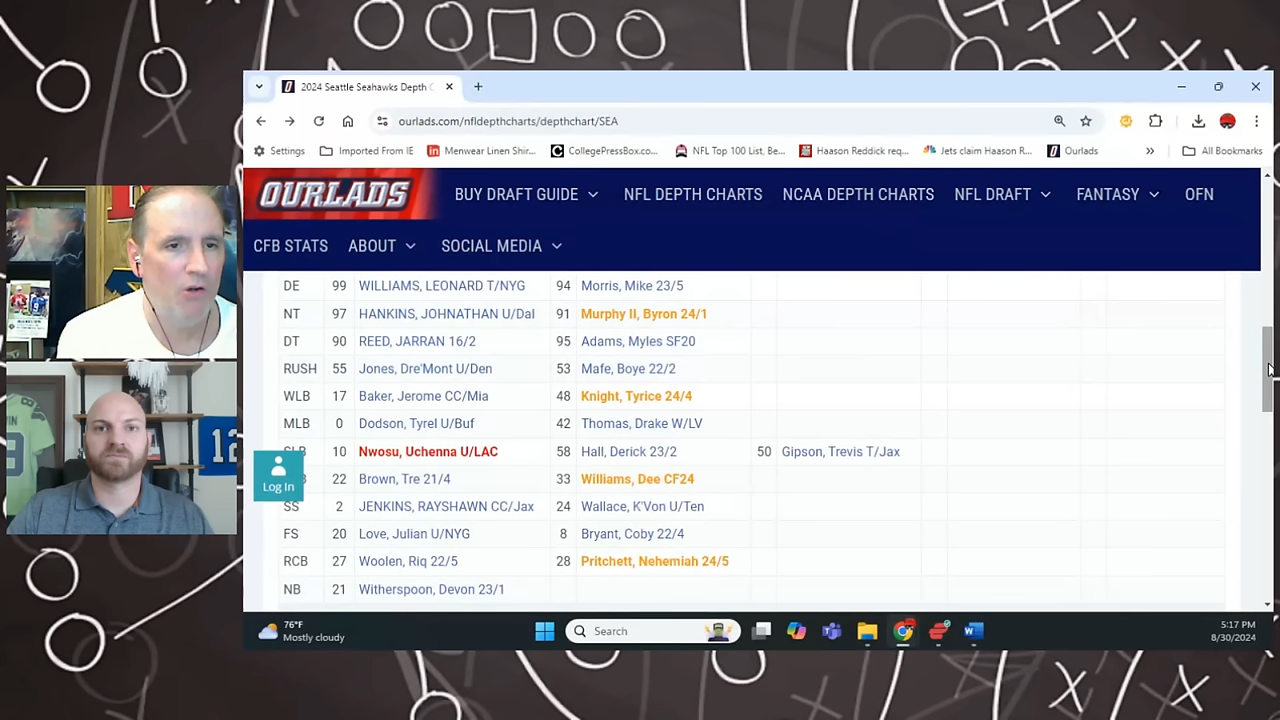 2024 Seattle Seahawks Depth C
ourlads.com/nfldepthcharts/depthchart/SEA
Settings Imported From IE Menwear Linen Shir... CollegePressBox.co... NFL Top 100 List, Be... Haason Reddick req... Jets claim Haason R... Ourlads All Bookmarks
OURLADS BUY DRAFT GUIDE NFL DEPTH CHARTS NCAA DEPTH CHARTS NFL DRAFT FANTASY OFN
CFB STATS ABOUT SOCIAL MEDIA
DE 99 WILLIAMS, LEONARD T/NYG 94 Morris, Mike 23/5
NT 97 HANKINS, JOHNATHAN U/Dal 91 Murphy II, Byron 24/1
DT 90 REED, JARRAN 16/2 95 Adams, Myles SF20
RUSH 55 Jones, Dre'Mont U/Den 53 Mafe, Boye 22/2
WLB 17 Baker, Jerome CC/Mia 48 Knight, Tyrice 24/4
MLB 0 Dodson, Tyrel U/Buf 42 Thomas, Drake W/LV
10 Nwosu, Uchenna U/LAC 58 Hall, Derick 23/2 50 Gipson, Trevis T/Jax
Log In
22 Brown, Tre 21/4 33 Williams, Dee CF24
SS 2 JENKINS, RAYSHAWN CC/Jax 24 Wallace, K'Von U/Ten
FS 20 Love, Julian U/NYG 8 Bryant, Coby 22/4
RCB 27 Woolen, Riq 22/5 28 Pritchett, Nehemiah 24/5
NB 21 Witherspoon, Devon 23/1
12
76°F
Mostly cloudy
Search
5:17 PM
8/30/2024